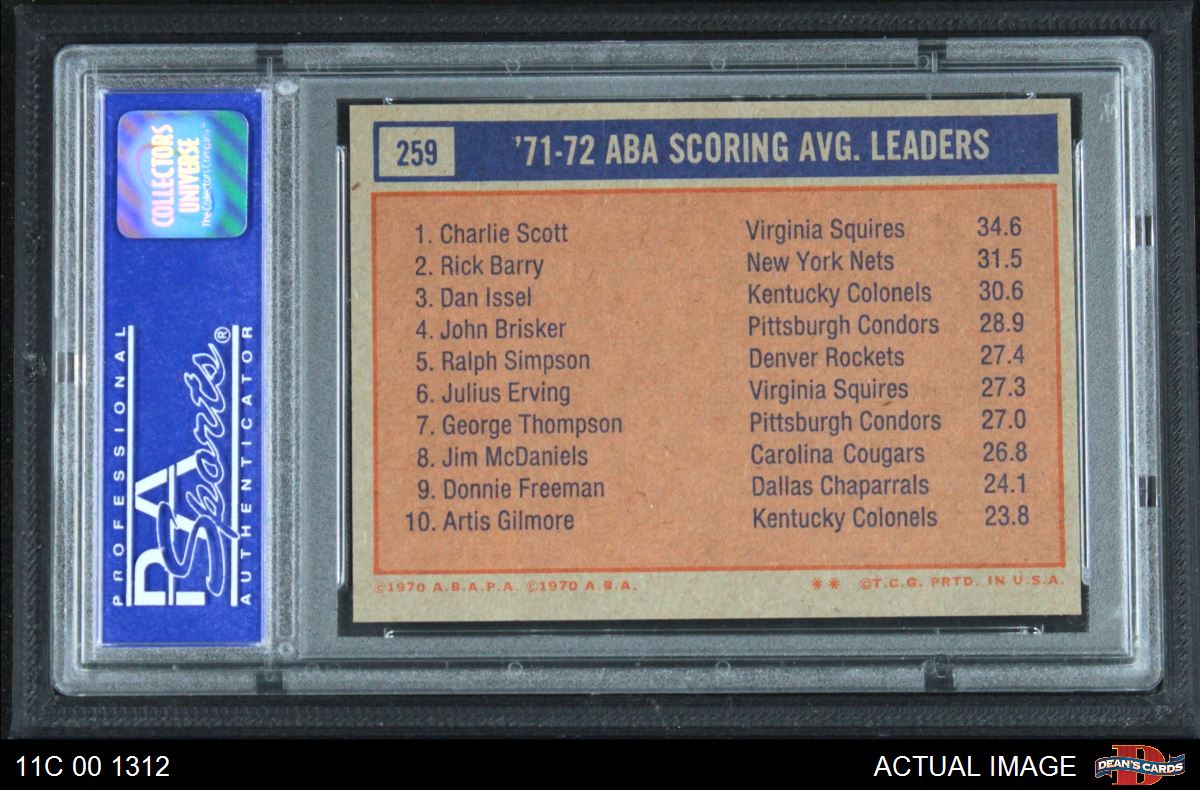 COLLECTORS
UNIVERSE
The Collectors Company™
PROFESSIONAL
PSA
Sports®
AUTHENTICATOR
259 '71-72 ABA SCORING AVG. LEADERS
1. Charlie Scott Virginia Squires 34.6
2. Rick Barry New York Nets 31.5
3. Dan Issel Kentucky Colonels 30.6
4. John Brisker Pittsburgh Condors 28.9
5. Ralph Simpson Denver Rockets 27.4
6. Julius Erving Virginia Squires 27.3
7. George Thompson Pittsburgh Condors 27.0
8. Jim McDaniels Carolina Cougars 26.8
9. Donnie Freeman Dallas Chaparrals 24.1
10. Artis Gilmore Kentucky Colonels 23.8
©1970 A.B.A.P.A. ©1970 A.B.A. ** ©T.C.G. PRTD. IN U.S.A.
11C 00 1312 ACTUAL IMAGE
D
DEAN'S CARDS